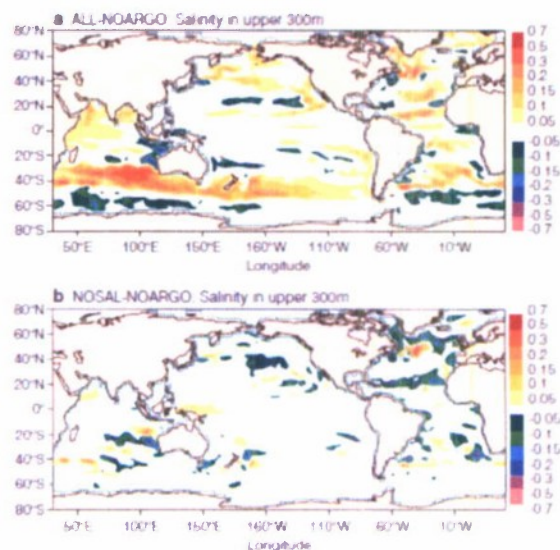 a ALL-NOARGO: Salinity in upper 300m
80°N
60°N
40°N
20°N
0°
20°S
40°S
60°S
80°S
50°E 100°E 150°E 160°W 110°W 60°W 10°W
Longitude
0.7
0.5
0.3
0.2
0.15
0.1
0.05
-0.05
-0.1
-0.15
-0.2
-0.3
-0.5
-0.7
b NOSAL-NOARGO: Salinity in upper 300m
80°N
60°N
40°N
20°N
0°
20°S
40°S
60°S
80°S
50°E 100°E 150°E 160°W 110°W 60°W 10°W
Longitude
0.7
0.5
0.3
0.2
0.15
0.1
0.05
-0.05
-0.1
-0.15
-0.2
-0.3
-0.5
-0.7